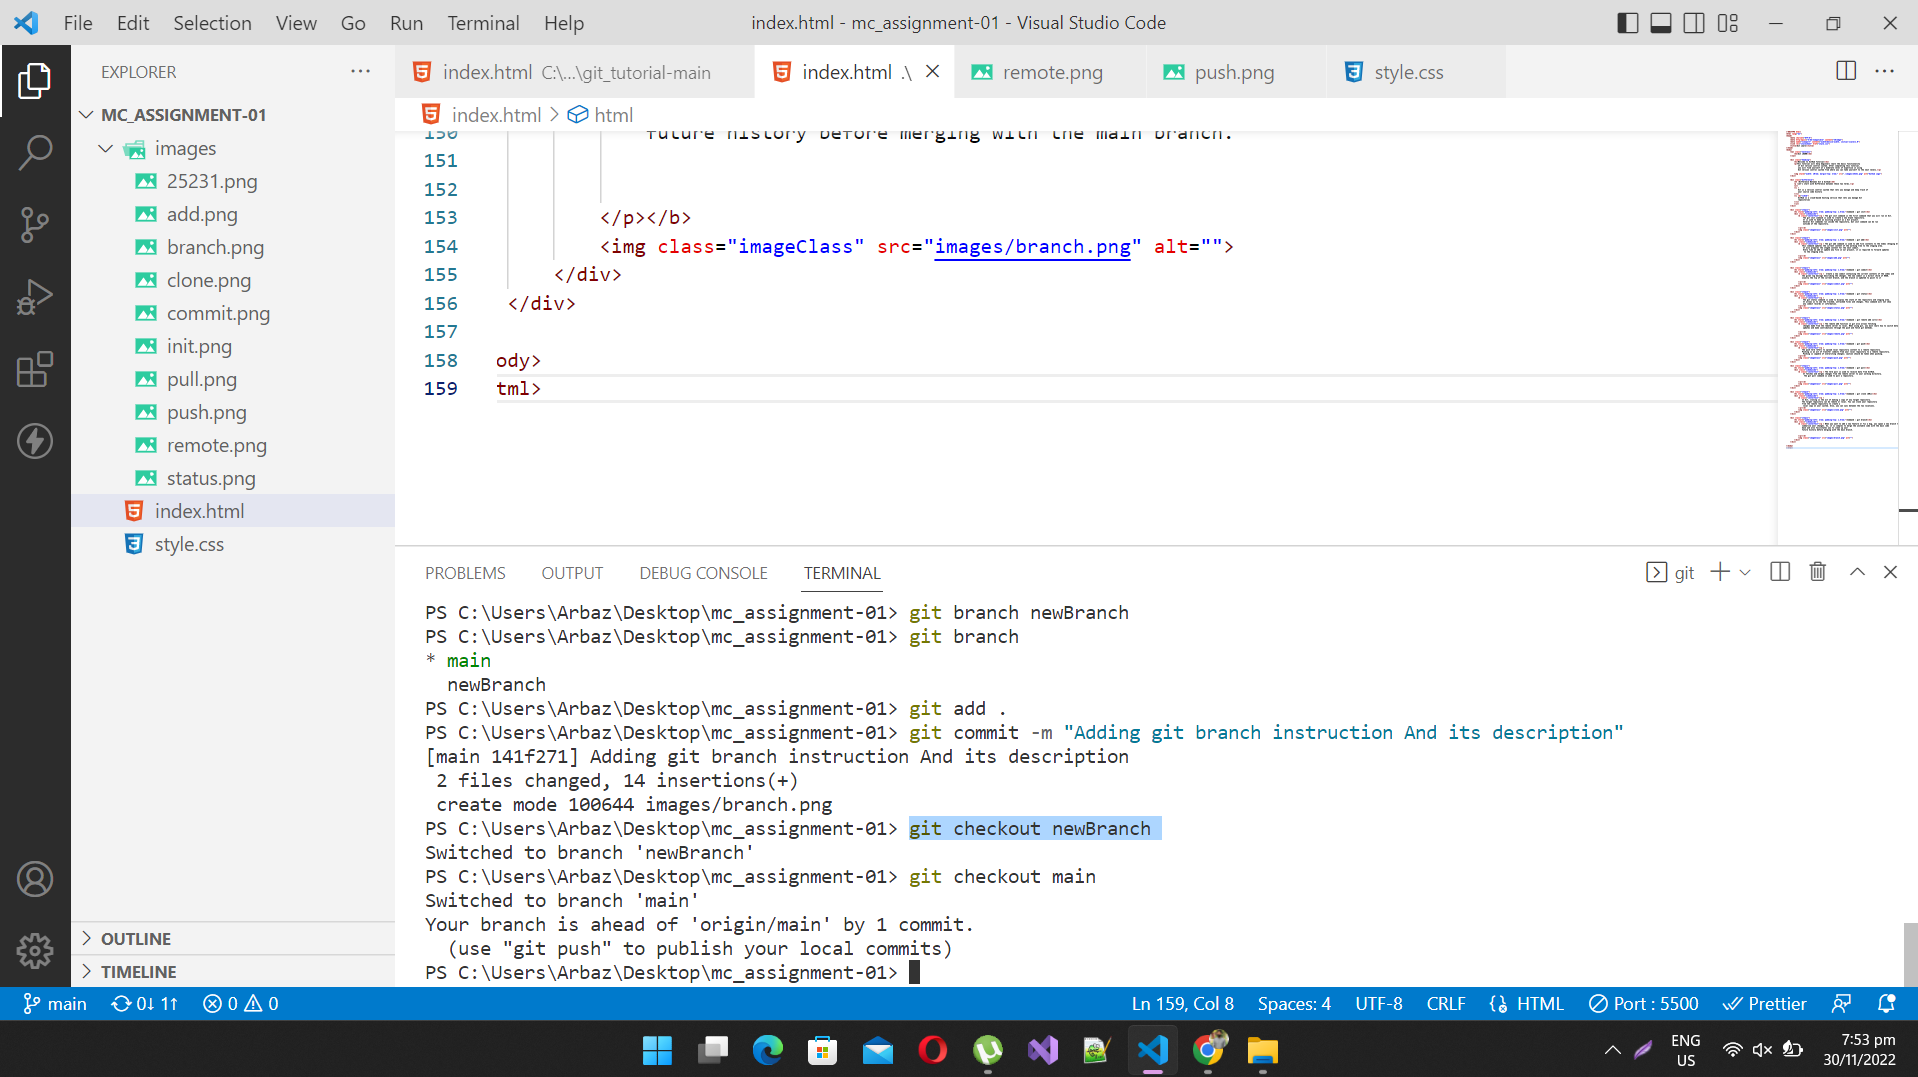 File Edit Selection View Go Run Terminal Help
index.html - mc_assignment-01 - Visual Studio Code
EXPLORER
MC_ASSIGNMENT-01
images
25231.png
add.png
branch.png
clone.png
commit.png
init.png
pull.png
push.png
remote.png
status.png
index.html
style.css
OUTLINE
TIMELINE
index.html C:\...\git_tutorial-main index.html .\ remote.png push.png style.css
index.html > html
150 future history before merging with the main branch.
151
152
153 </p></b>
154 <img class="imageClass" src="images/branch.png" alt="">
155 </div>
156 </div>
157
158 ody>
159 tml>
PROBLEMS OUTPUT DEBUG CONSOLE TERMINAL
git
PS C:\Users\Arbaz\Desktop\mc_assignment-01> git branch newBranch
PS C:\Users\Arbaz\Desktop\mc_assignment-01> git branch
* main
newBranch
PS C:\Users\Arbaz\Desktop\mc_assignment-01> git add .
PS C:\Users\Arbaz\Desktop\mc_assignment-01> git commit -m "Adding git branch instruction And its description"
[main 141f271] Adding git branch instruction And its description
2 files changed, 14 insertions(+)
create mode 100644 images/branch.png
PS C:\Users\Arbaz\Desktop\mc_assignment-01> git checkout newBranch
Switched to branch 'newBranch'
PS C:\Users\Arbaz\Desktop\mc_assignment-01> git checkout main
Switched to branch 'main'
Your branch is ahead of 'origin/main' by 1 commit.
(use "git push" to publish your local commits)
PS C:\Users\Arbaz\Desktop\mc_assignment-01>
main 0↓ 1↑ 0 0
Ln 159, Col 8 Spaces: 4 UTF-8 CRLF HTML Port : 5500 Prettier
ENG
US
7:53 pm
30/11/2022